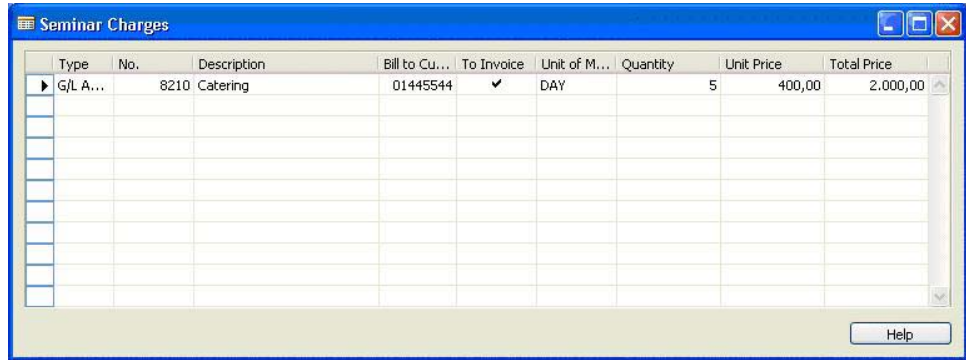 Seminar Charges
Type No. Description Bill to Cu... To Invoice Unit of M... Quantity Unit Price Total Price
G/L A... 8210 Catering 01445544 DAY 5 400,00 2.000,00
Help